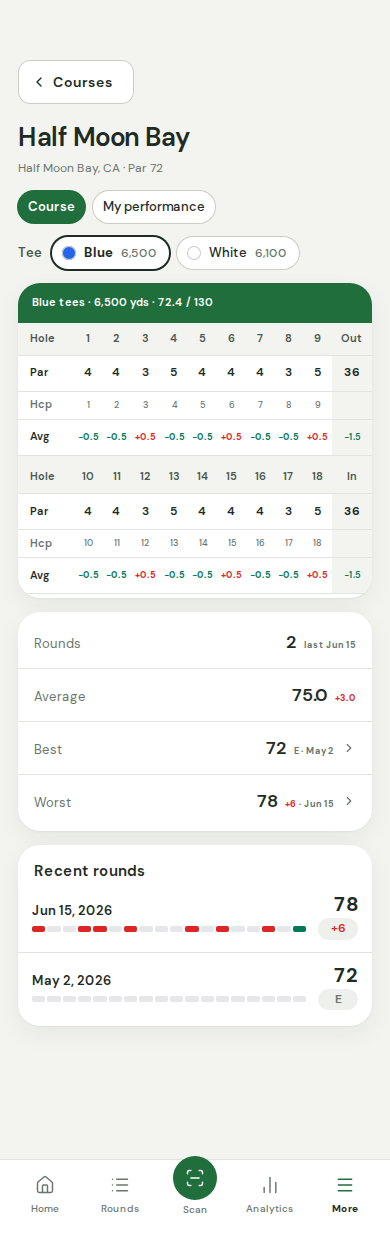 Courses
Half Moon Bay
Half Moon Bay, CA · Par 72
Course My performance
Tee Blue 6,500 White 6,100
Blue tees · 6,500 yds · 72.4 / 130
Hole 1 2 3 4 5 6 7 8 9 Out
Par 4 4 3 5 4 4 4 3 5 36
Hcp 1 2 3 4 5 6 7 8 9
Avg -0.5 -0.5 +0.5 -0.5 -0.5 +0.5 -0.5 -0.5 +0.5 -1.5
Hole 10 11 12 13 14 15 16 17 18 In
Par 4 4 3 5 4 4 4 3 5 36
Hcp 10 11 12 13 14 15 16 17 18
Avg -0.5 -0.5 +0.5 -0.5 -0.5 +0.5 -0.5 -0.5 +0.5 -1.5
Rounds 2 last Jun 15
Average 75.0 +3.0
Best 72 E · May 2
Worst 78 +6 · Jun 15
Recent rounds
Jun 15, 2026 78
+6
May 2, 2026 72
E
Home Rounds Scan Analytics More